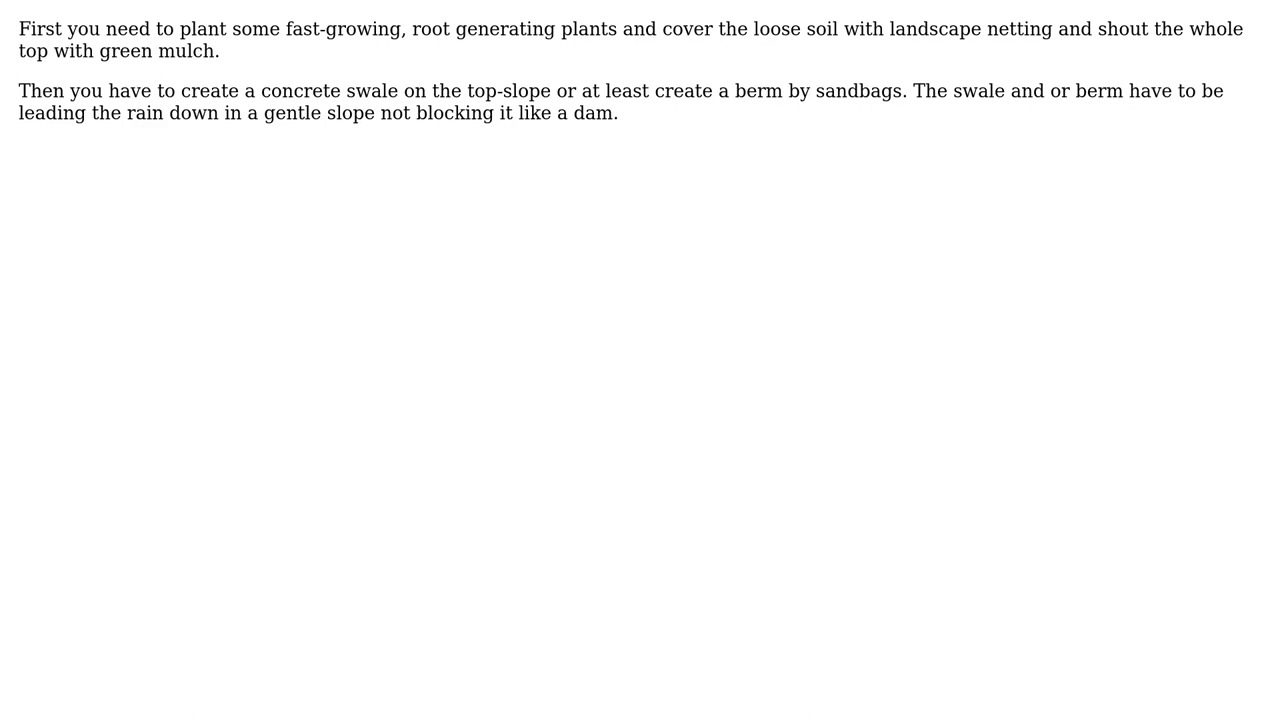 First you need to plant some fast-growing, root generating plants and cover the loose soil with landscape netting and shout the whole
top with green mulch.
Then you have to create a concrete swale on the top-slope or at least create a berm by sandbags. The swale and or berm have to be
leading the rain down in a gentle slope not blocking it like a dam.